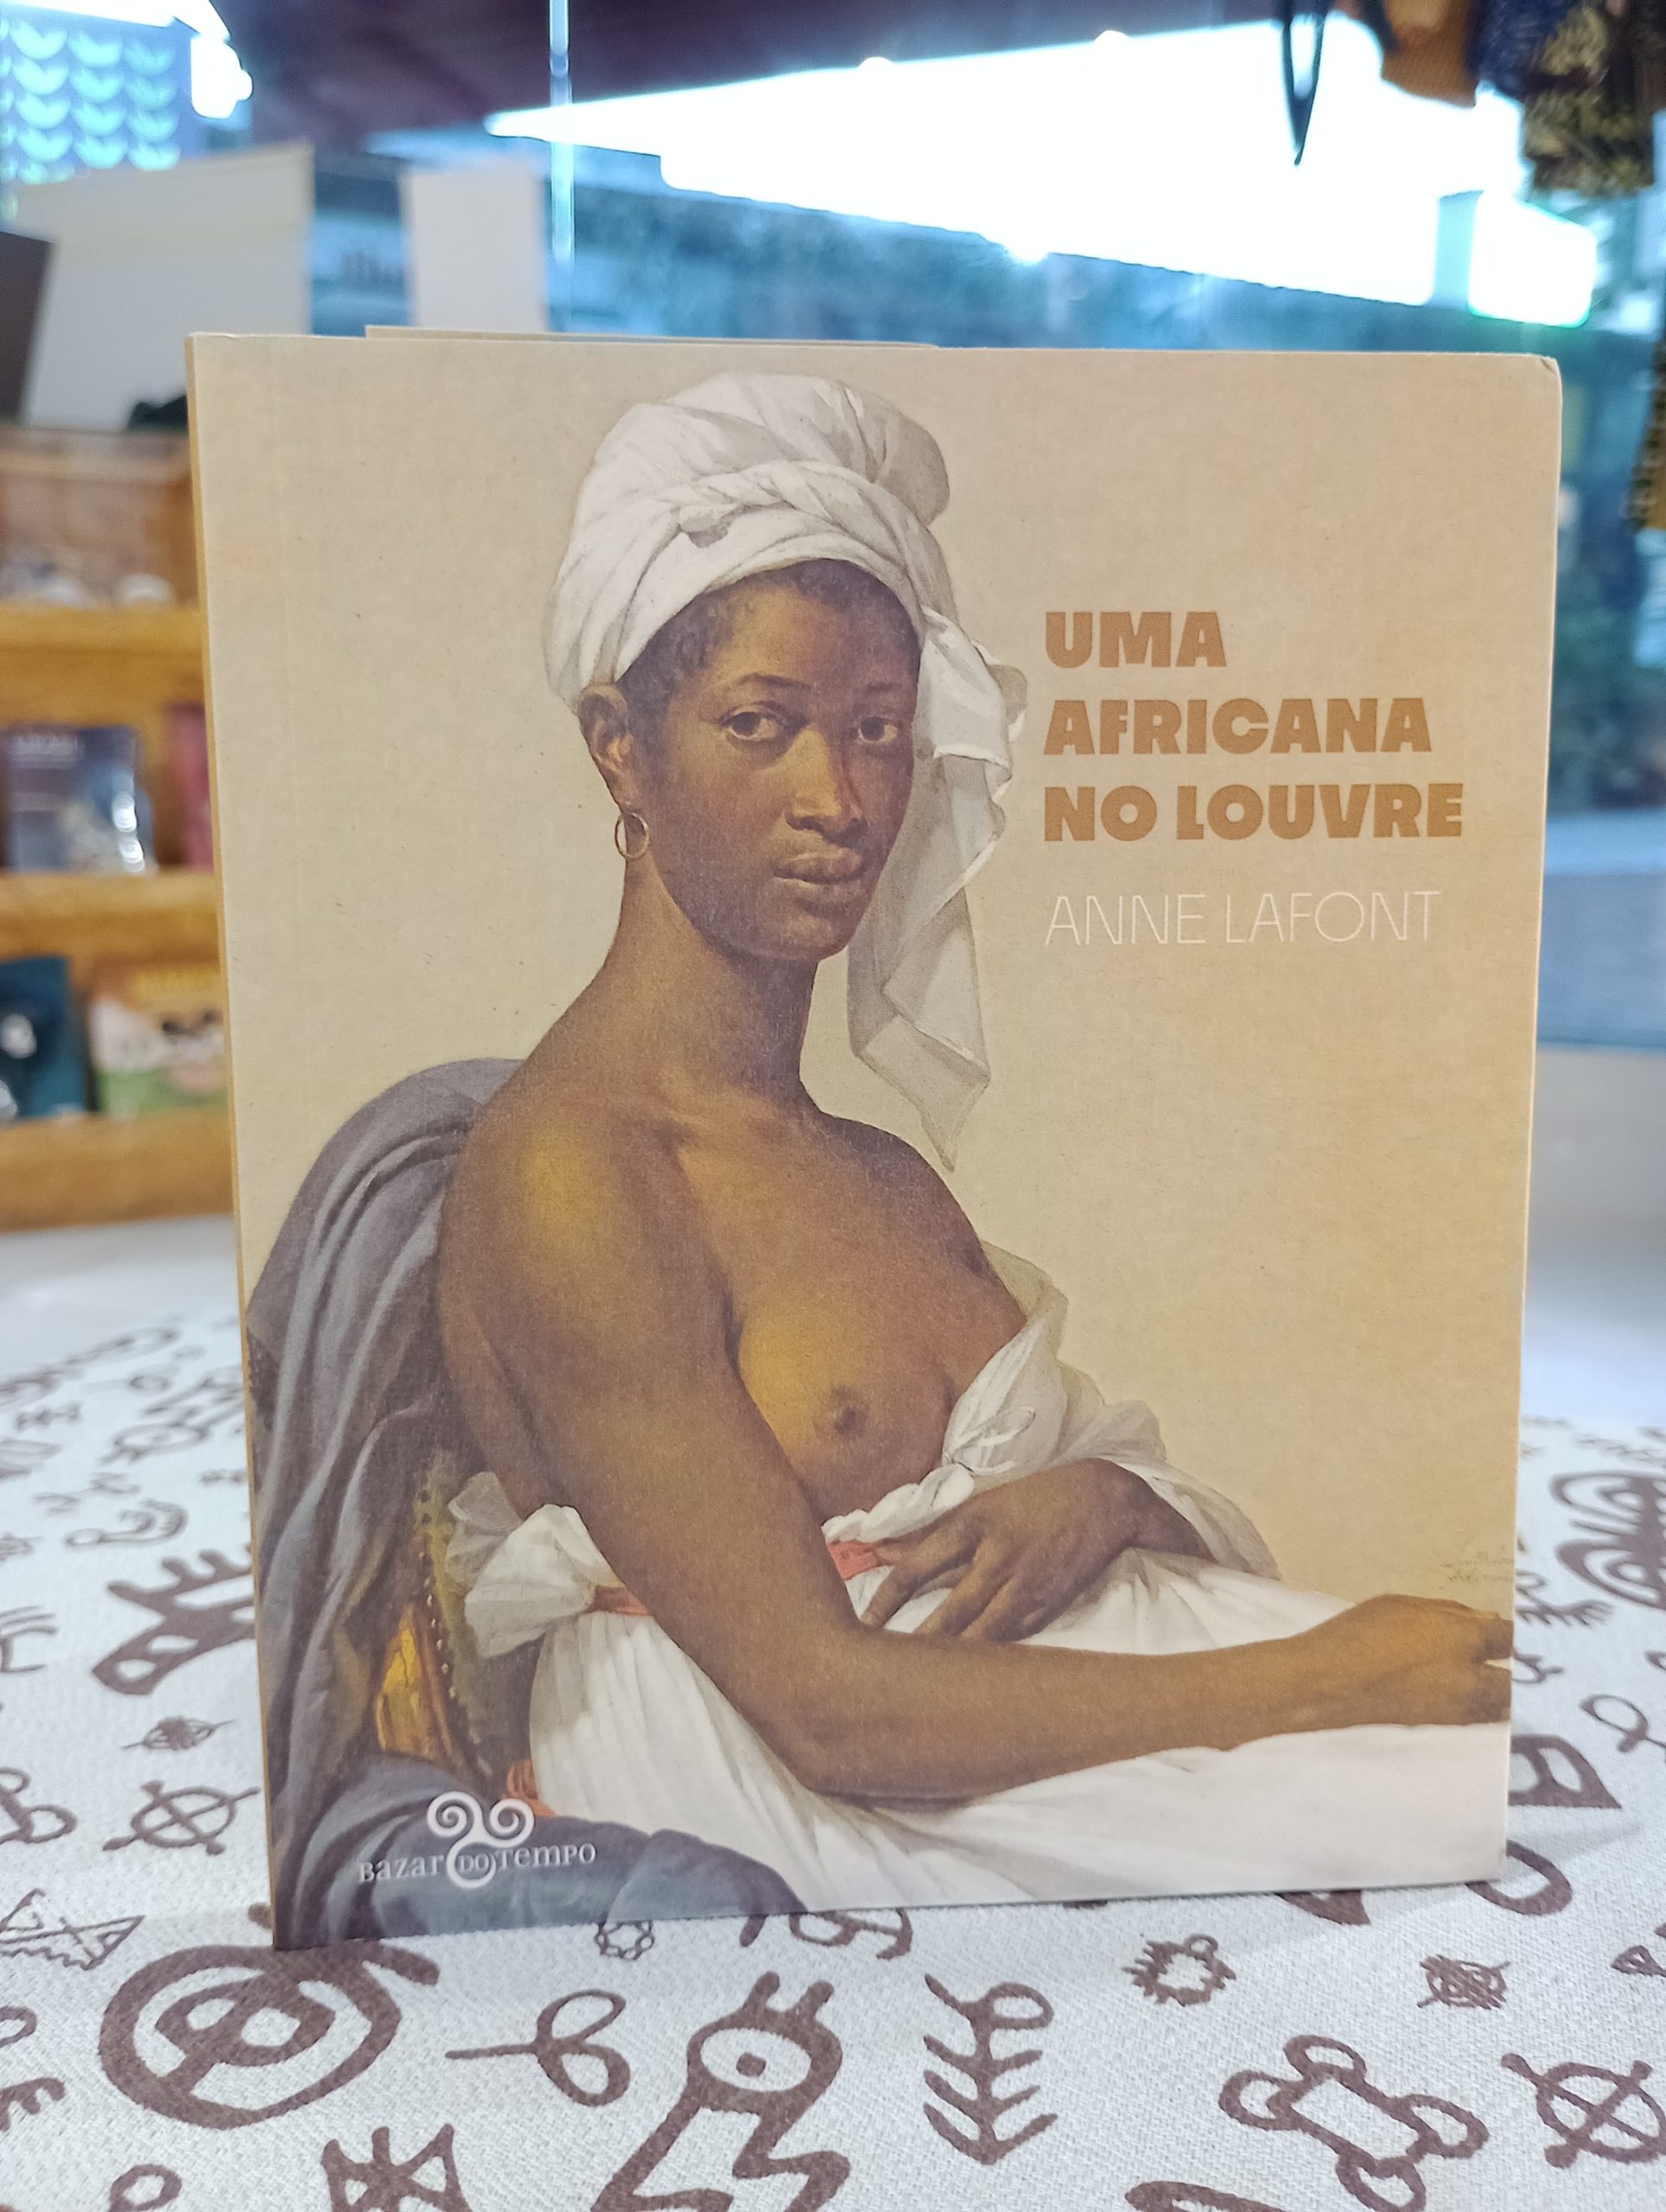 UMA
AFRICANA
NO LOUVRE
ANNE LAFONT
Bazar DO Tempo